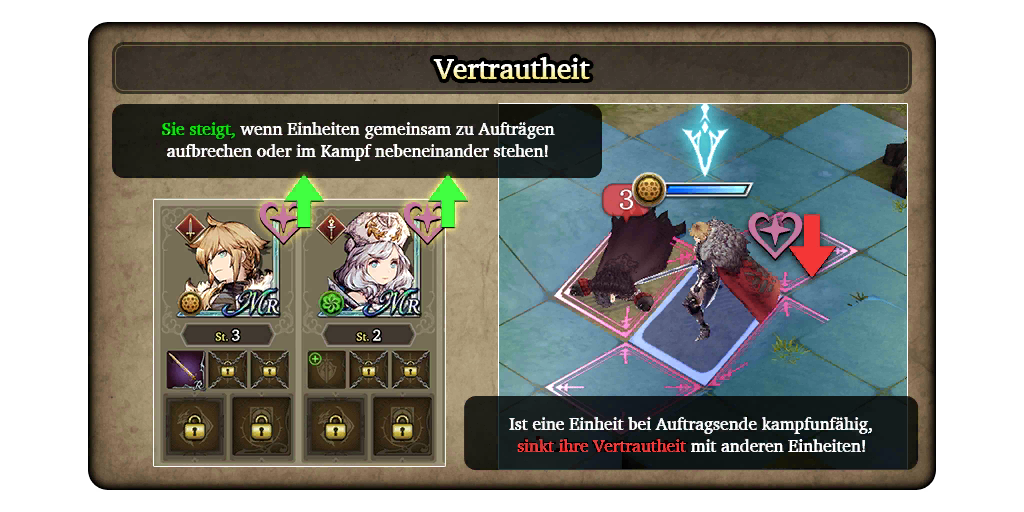 Vertrautheit
Sie steigt, wenn Einheiten gemeinsam zu Aufträgen
aufbrechen oder im Kampf nebeneinander stehen!
3
MR
MR
St. 3
St. 2
R
Ist eine Einheit bei Auftragsende kampfunfähig,
sinkt ihre Vertrautheit mit anderen Einheiten!